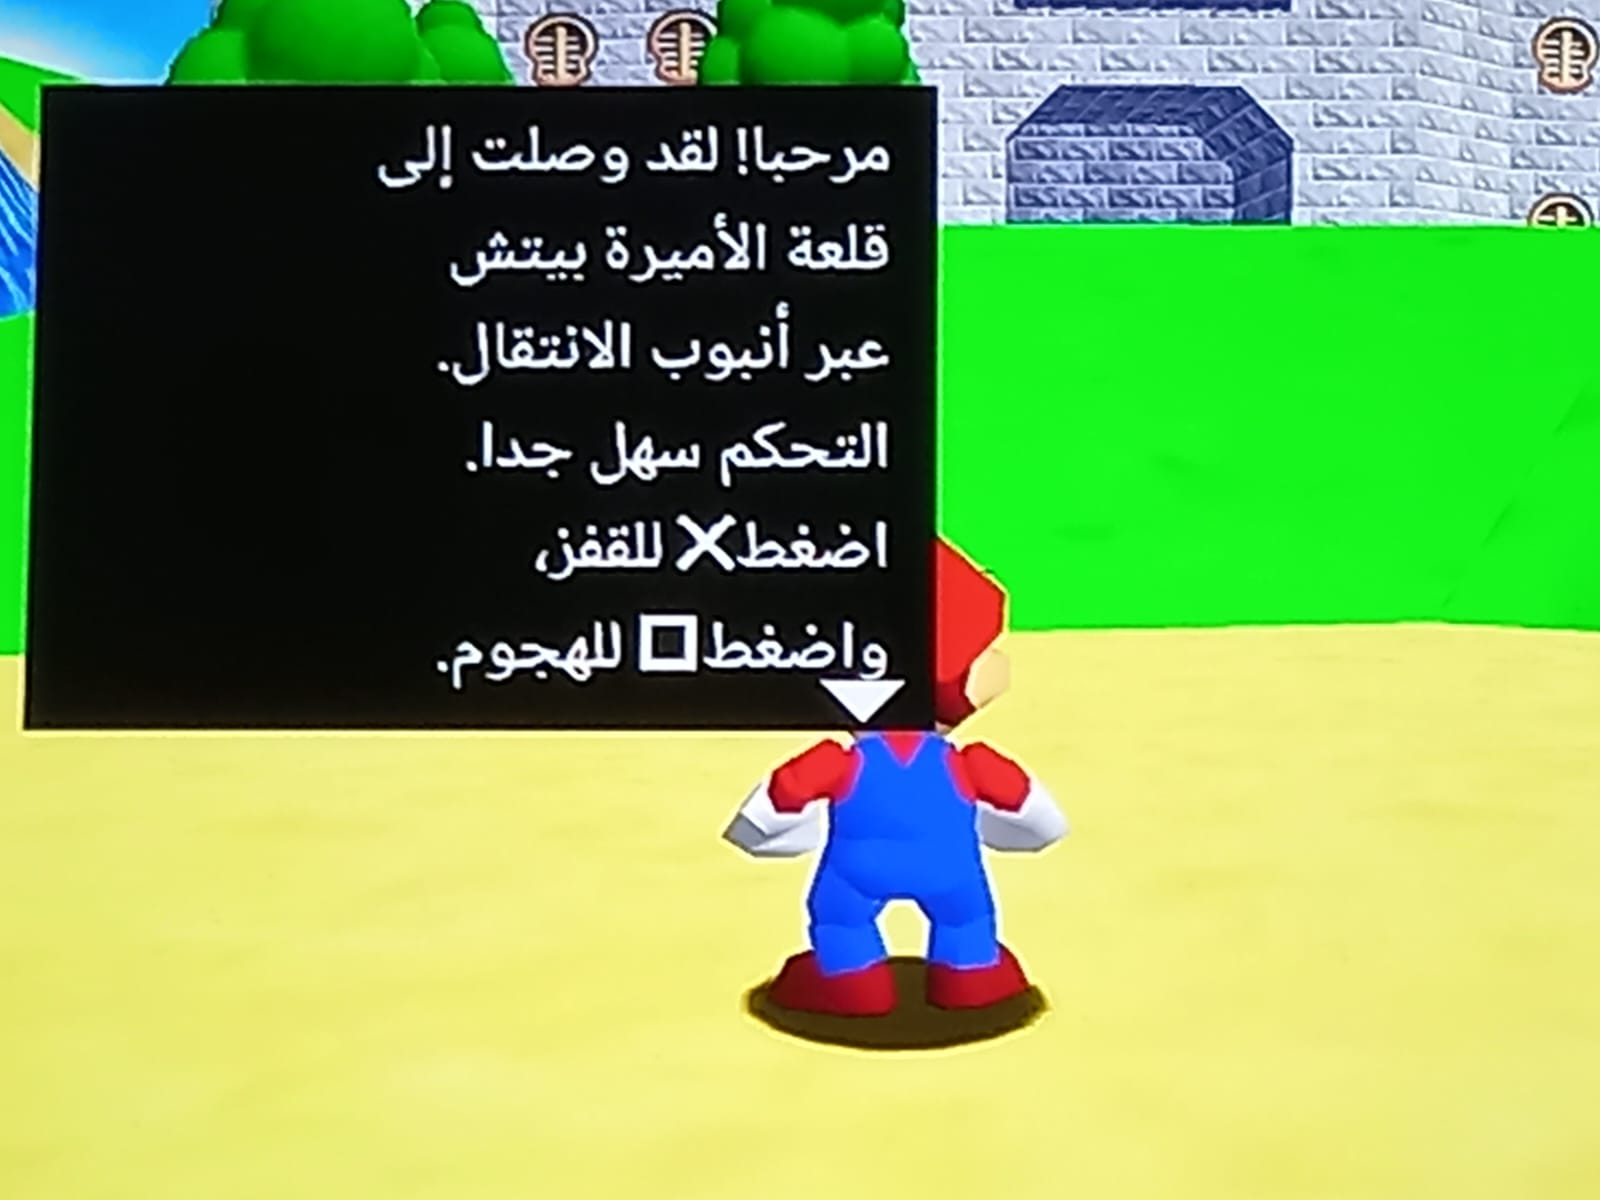 مرحبا! لقد وصلت إلى
قلعة الأميرة بيتش
عبر أنبوب الانتقال.
التحكم سهل جدا.
اضغط✕ للقفز،
واضغط□ للهجوم.